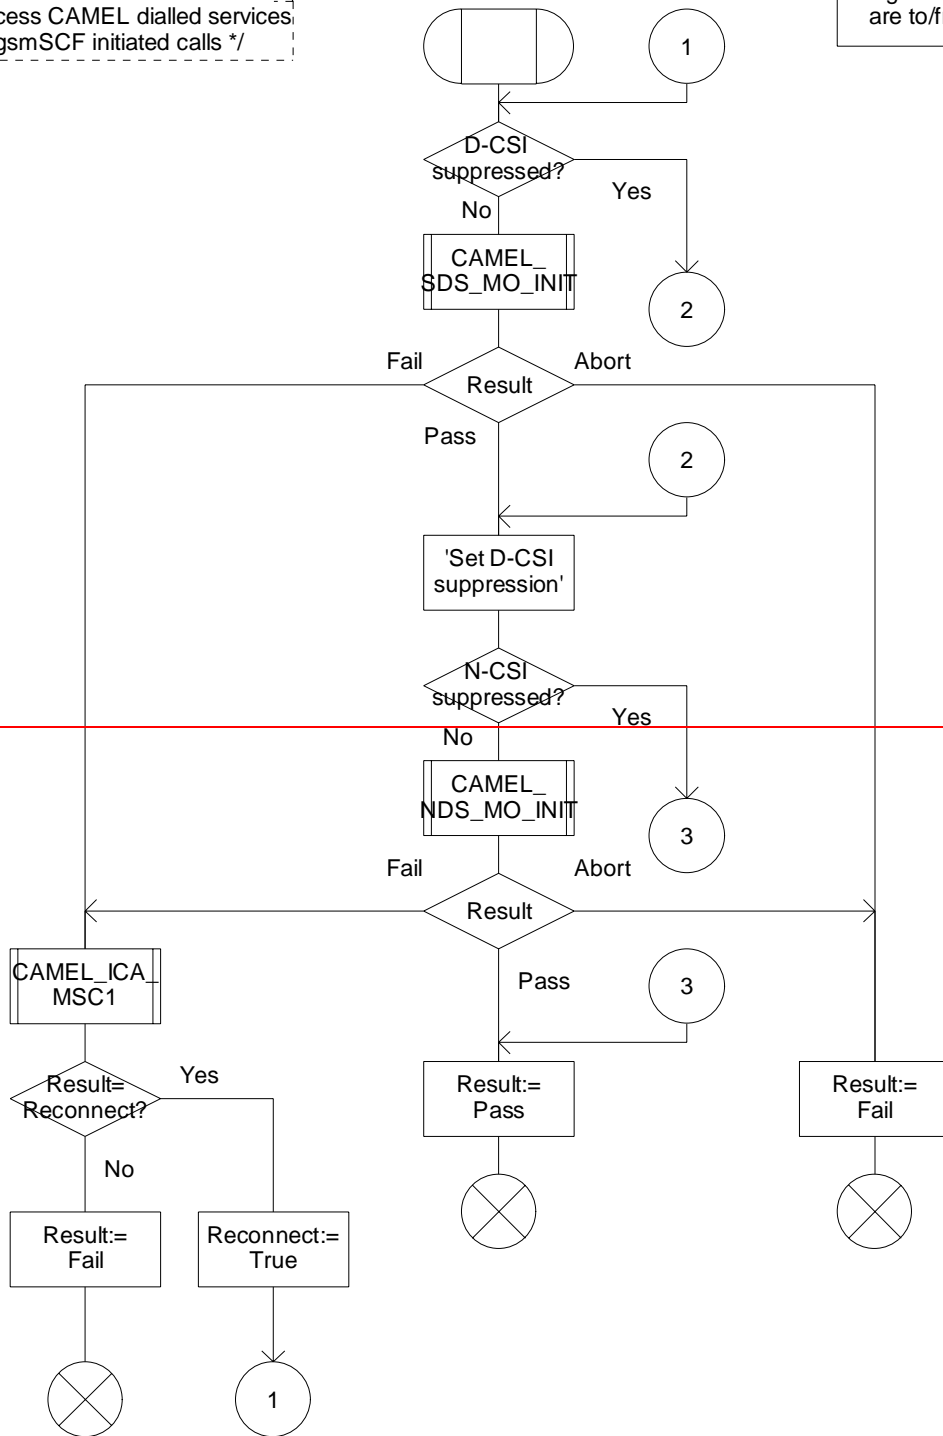 CAMEL dialled services
gsmSCF initiated calls */
are
1
D-CSI
suppressed?
Yes
No
CAMEL_
SDS_MO_INIT
2
Fail
Abort
Result
Pass
2
'Set D-CSI
suppression'
N-CSI
suppressed?
Yes
No
CAMEL_
NDS_MO_INIT
3
Fail
Abort
Result
CAMEL_ICA_
MSC1
Pass
3
Result=
Reconnect?
Yes
Result:=
Pass
Result:=
Fail
No
Result:=
Fail
Reconnect:=
True
1